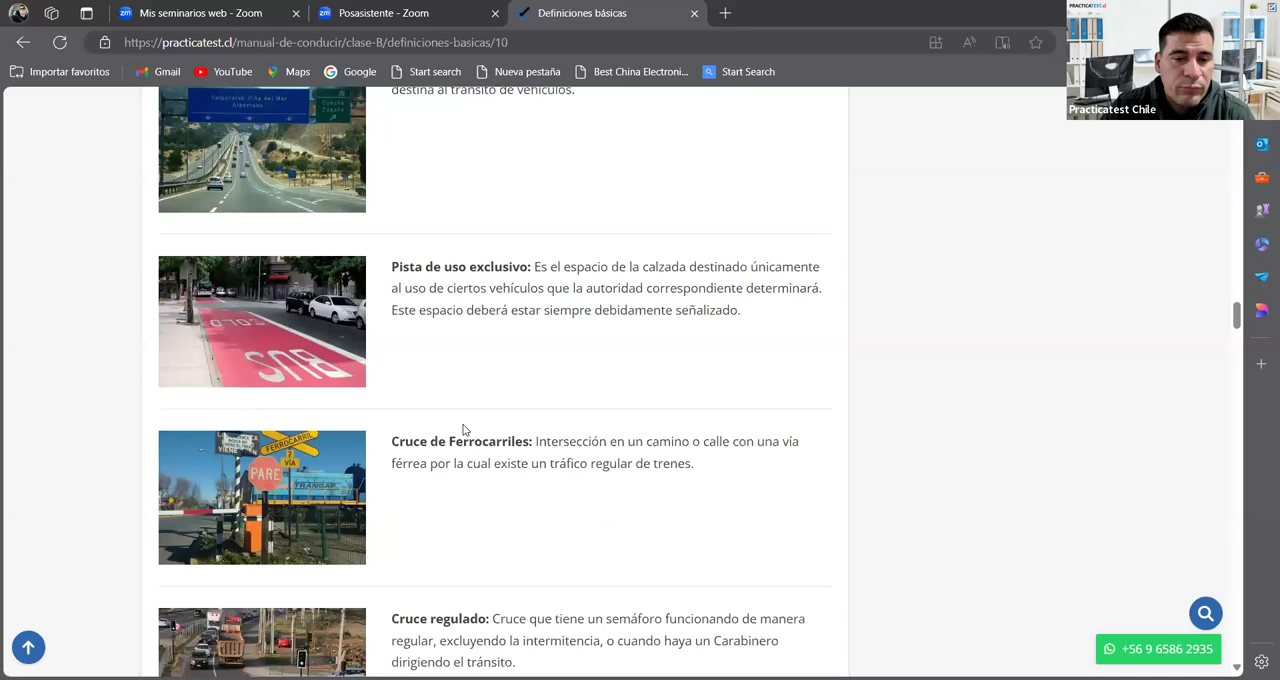 Mis seminarios web - Zoom
Posasistente - Zoom
Definiciones básicas
https://practicatest.cl/manual-de-conducir/clase-B/definiciones-basicas/10
Importar favoritos
Gmail
YouTube
Maps
Google
Start search
Nueva pestaña
Best China Electroni...
Start Search
PRACTICATEST.cl
Practicatest Chile
destina al tránsito de vehículos.
Pista de uso exclusivo: Es el espacio de la calzada destinado únicamente
al uso de ciertos vehículos que la autoridad correspondiente determinará.
Este espacio deberá estar siempre debidamente señalizado.
SOLO
BUS
Cruce de Ferrocarriles: Intersección en un camino o calle con una vía
férrea por la cual existe un tráfico regular de trenes.
FERROCARRIL
VIENE
2
VIA
PARE
TRANSAP
Cruce regulado: Cruce que tiene un semáforo funcionando de manera
regular, excluyendo la intermitencia, o cuando haya un Carabinero
dirigiendo el tránsito.
+56 9 6586 2935